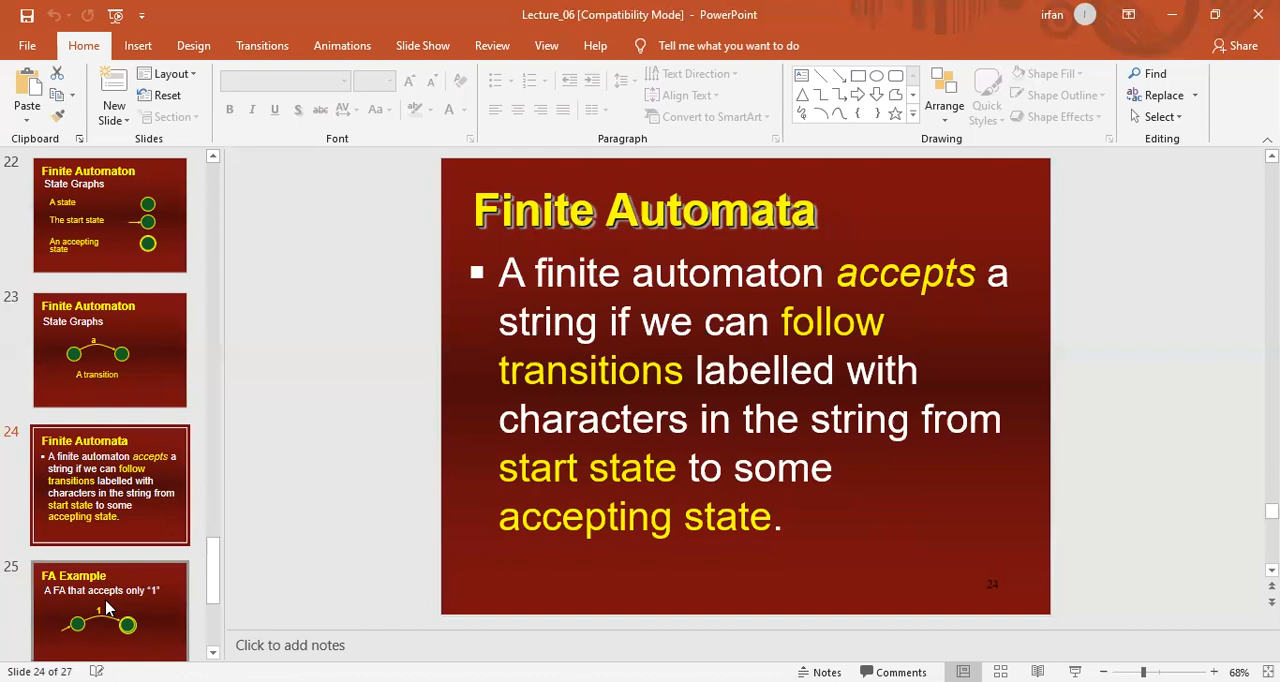 Lecture_06 [Compatibility Mode] - PowerPoint
irfan
I
File
Home
Insert
Design
Transitions
Animations
Slide Show
Review
View
Help
Tell me what you want to do
Share
Paste
Clipboard
New
Slide
Layout
Reset
Section
Slides
B I U S abc AV Aa A
Font
Text Direction
Align Text
Convert to SmartArt
Paragraph
Arrange
Quick
Styles
Shape Fill
Shape Outline
Shape Effects
Drawing
Find
Replace
Select
Editing
22
Finite Automaton
State Graphs
A state
The start state
An accepting
state
23
Finite Automaton
State Graphs
a
A transition
24
Finite Automata
▪ A finite automaton accepts a
string if we can follow
transitions labelled with
characters in the string from
start state to some
accepting state.
25
FA Example
A FA that accepts only "1"
1
Finite Automata
▪ A finite automaton accepts a
string if we can follow
transitions labelled with
characters in the string from
start state to some
accepting state.
24
Click to add notes
Slide 24 of 27
Notes
Comments
68%